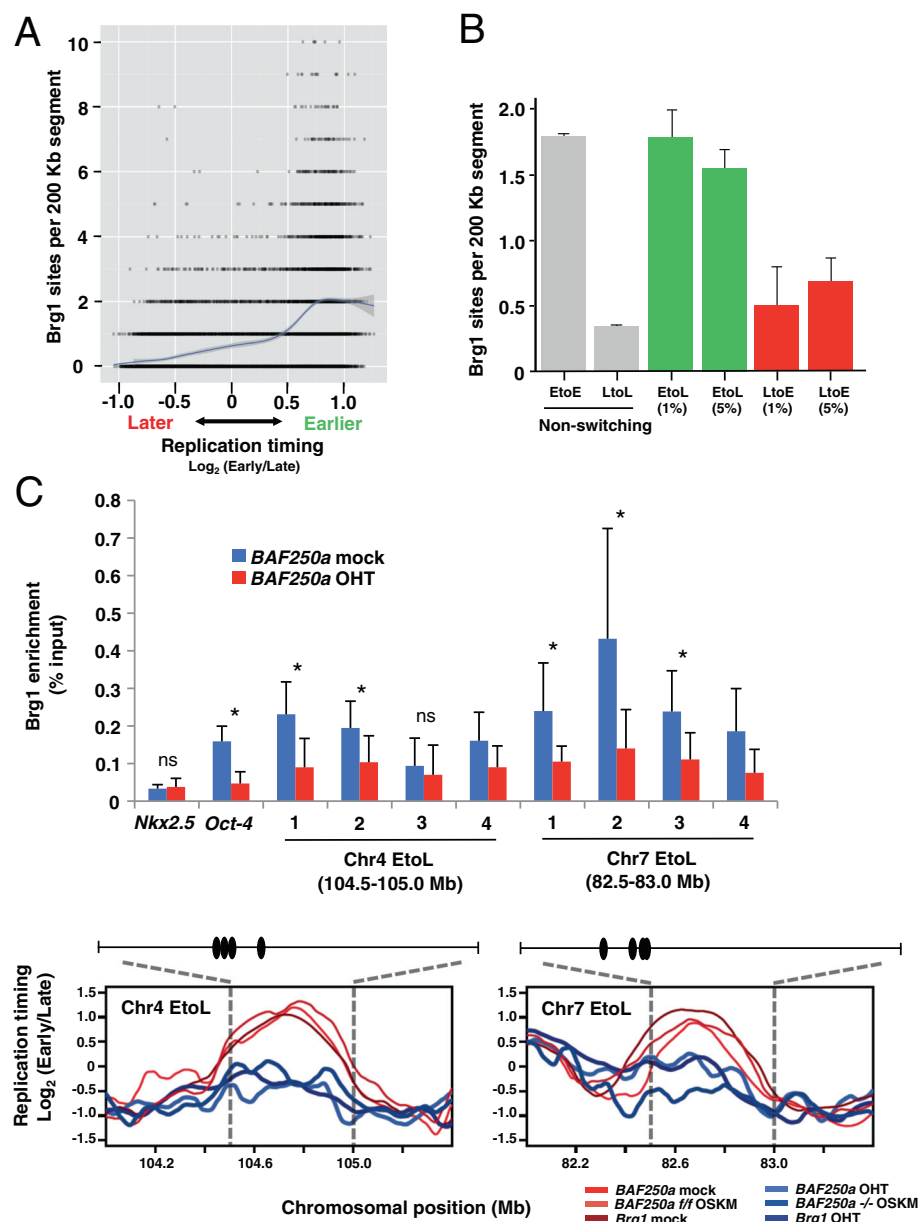 A
Brg1 sites per 200 Kb segment
10
8
6
4
2
0
-1.0 -0.5 0 0.5 1.0
Later Earlier
Replication timing
Log2 (Early/Late)
B
Brg1 sites per 200 Kb segment
2.0
1.5
1.0
0.5
0
EtoE LtoL EtoL (1%) EtoL (5%) LtoE (1%) LtoE (5%)
Non-switching
C
Brg1 enrichment
(% input)
0.8
0.7
0.6
0.5
0.4
0.3
0.2
0.1
0
BAF250a mock
BAF250a OHT
ns * * * ns * * *
Nkx2.5 Oct-4 1 2 3 4 1 2 3 4
Chr4 EtoL
(104.5-105.0 Mb)
Chr7 EtoL
(82.5-83.0 Mb)
Replication timing
Log2 (Early/Late)
1.5
1.0
0.5
0
-0.5
-1.0
-1.5
Chr4 EtoL
104.2 104.6 105.0
1.5
1.0
0.5
0
-0.5
-1.0
-1.5
Chr7 EtoL
82.2 82.6 83.0
Chromosomal position (Mb)
BAF250a mock
BAF250a f/f OSKM
Brg1 mock
BAF250a OHT
BAF250a -/- OSKM
Brg1 OHT